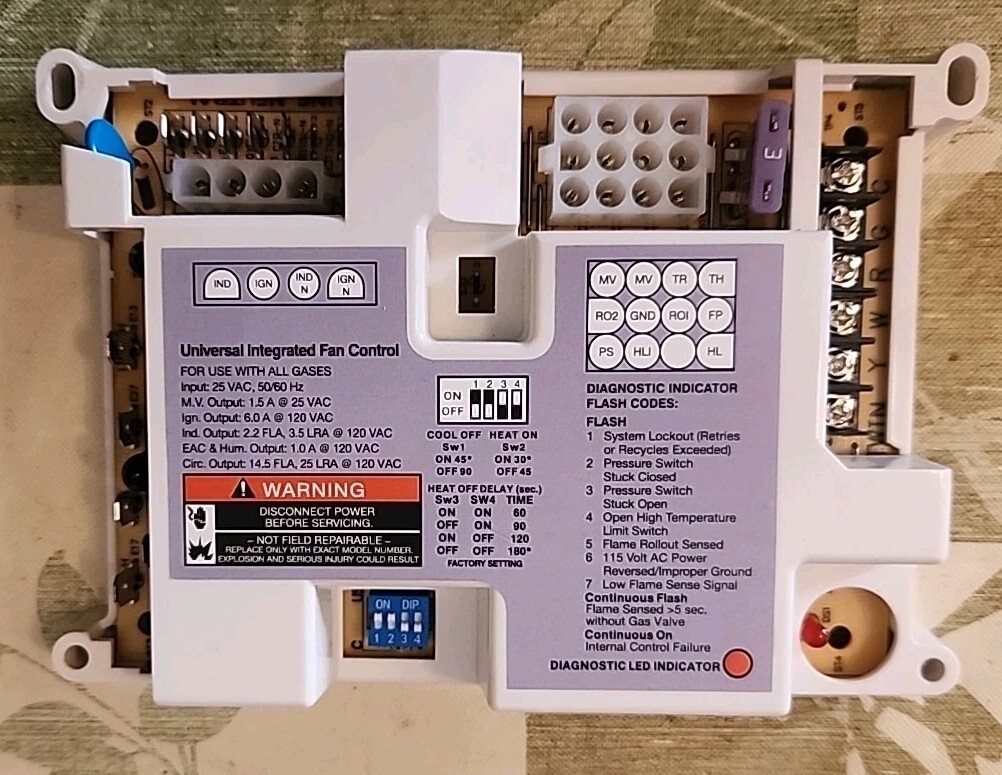 ST2
ST3
3
C
G
R
W
Y
TWIN
IND
IGN
IND
N
IGN
N
MV
MV
TR
TH
RO2
GND
ROI
FP
PS
HLI
HL
Universal Integrated Fan Control
FOR USE WITH ALL GASES
Input: 25 VAC, 50/60 Hz
M.V. Output: 1.5 A @ 25 VAC
Ign. Output: 6.0 A @ 120 VAC
Ind. Output: 2.2 FLA, 3.5 LRA @ 120 VAC
EAC & Hum. Output: 1.0 A @ 120 VAC
Circ. Output: 14.5 FLA, 25 LRA @ 120 VAC
WARNING
DISCONNECT POWER
BEFORE SERVICING.
– NOT FIELD REPAIRABLE –
REPLACE ONLY WITH EXACT MODEL NUMBER.
EXPLOSION AND SERIOUS INJURY COULD RESULT
1 2 3 4
ON
OFF
COOL OFF HEAT ON
Sw1 Sw2
ON 45* ON 30*
OFF 90 OFF 45
HEAT OFF DELAY (sec.)
Sw3 SW4 TIME
ON ON 60
OFF ON 90
ON OFF 120
OFF OFF 180*
FACTORY SETTING
DIAGNOSTIC INDICATOR
FLASH CODES:
FLASH
1 System Lockout (Retries
or Recycles Exceeded)
2 Pressure Switch
Stuck Closed
3 Pressure Switch
Stuck Open
4 Open High Temperature
Limit Switch
5 Flame Rollout Sensed
6 115 Volt AC Power
Reversed/Improper Ground
7 Low Flame Sense Signal
Continuous Flash
Flame Sensed >5 sec.
without Gas Valve
Continuous On
Internal Control Failure
DIAGNOSTIC LED INDICATOR
ON DIP
1 2 3 4
DS1
ST4